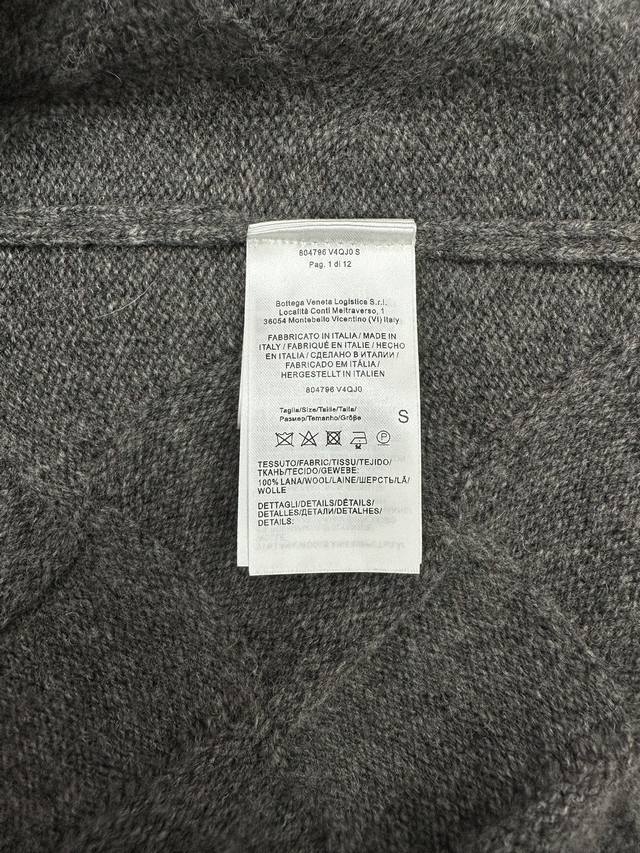 804796 V4QJ0 S
Pag. 1 di 12
Bottega Veneta Logistica S.r.l.
Località Conti Meltraverso, 1
36054 Montebello Vicentino (VI) Italy
FABBRICATO IN ITALIA / MADE IN
ITALY / FABRIQUÉ EN ITALIE / HECHO
EN ITALIA / СДЕЛАНО В ИТАЛИИ /
FABRICADO EM ITÁLIA /
HERGESTELLT IN ITALIEN
804796 V4QJ0
Taglia/Size/Taille/Talla/
Размер/Tamanho/Größe
S
P
TESSUTO/FABRIC/TISSU/TEJIDO/
ТКАНЬ/TECIDO/GEWEBE:
100% LANA/WOOL/LAINE/ШЕРСТЬ/LÃ/
WOLLE
DETTAGLI/DETAILS/DÉTAILS/
DETALLES/ДЕТАЛИ/DETALHES/
DETAILS: